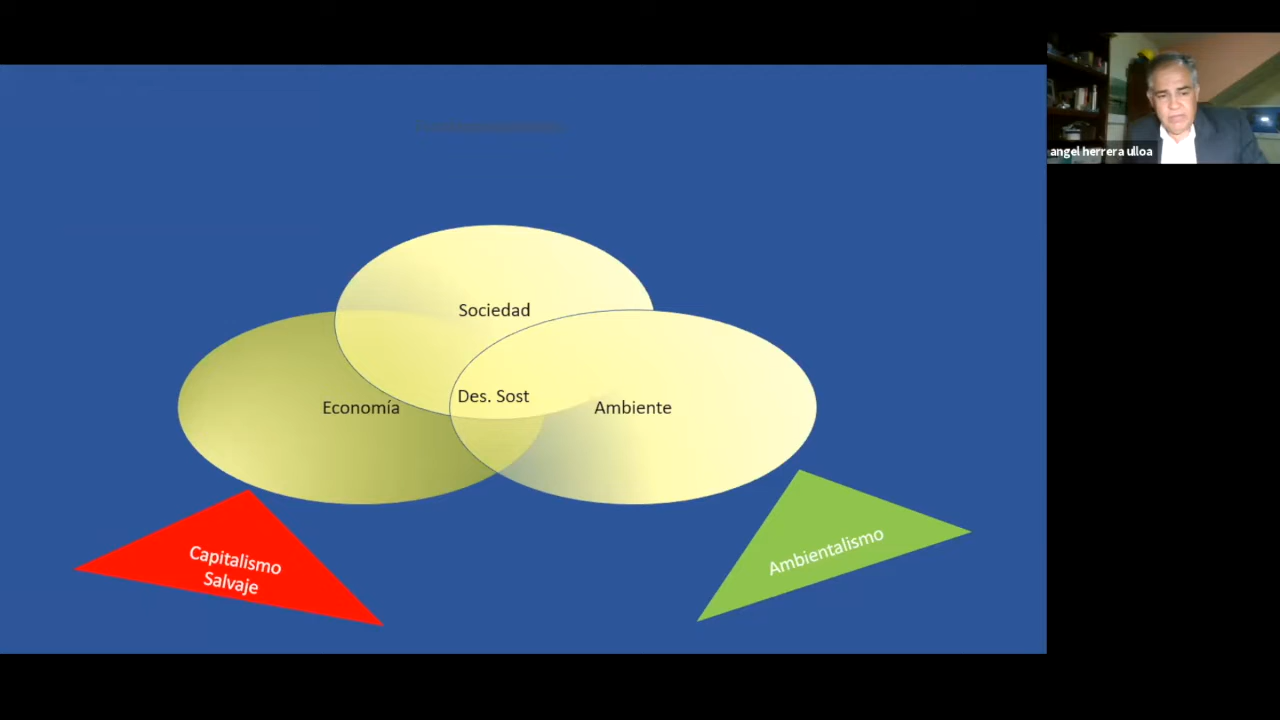 angel herrera ulloa
Sociedad
Des. Sost
Economía
Ambiente
Capitalismo
Salvaje
Ambientalismo